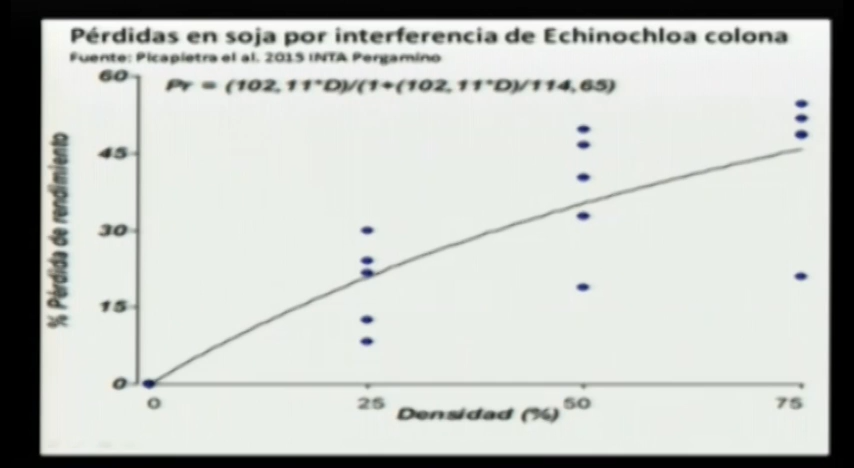 Pérdidas en soja por interferencia de Echinochloa colona
Fuente: Picapietra el al. 2015 INTA Pergamino
Pr = (102,11*D)/(1+(102,11*D)/114,65)
% Pérdida de rendimiento
60
45
30
15
0
0 25 50 75
Densidad (%)